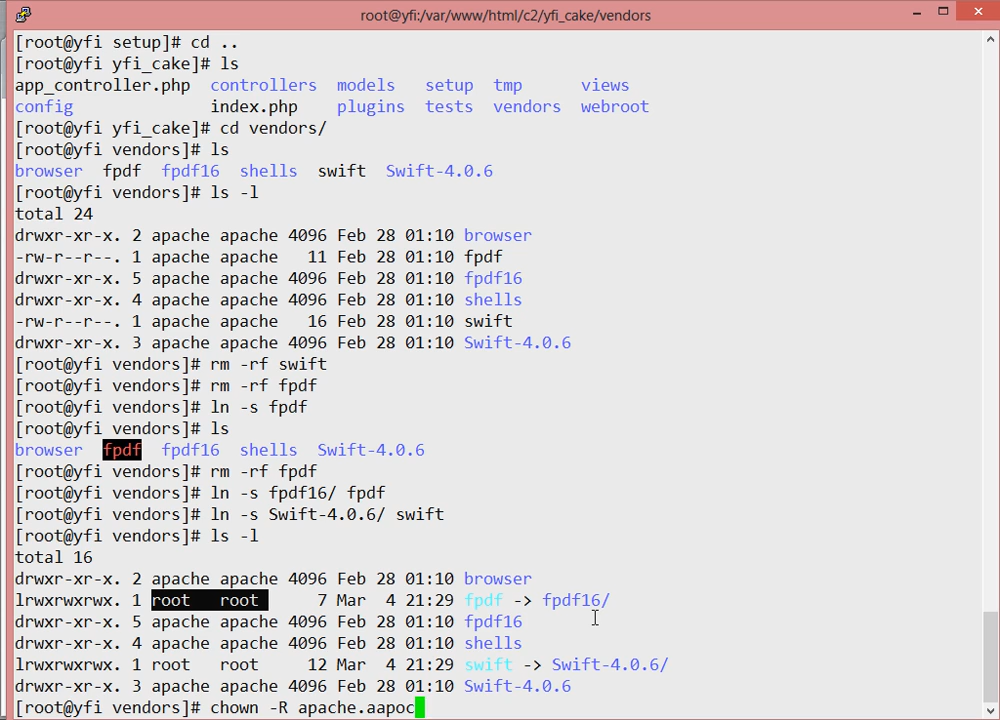 root@yfi:/var/www/html/c2/yfi_cake/vendors
[root@yfi setup]# cd ..
[root@yfi yfi_cake]# ls
app_controller.php  controllers  models   setup  tmp      views
config              index.php    plugins  tests  vendors  webroot
[root@yfi yfi_cake]# cd vendors/
[root@yfi vendors]# ls
browser  fpdf  fpdf16  shells  swift  Swift-4.0.6
[root@yfi vendors]# ls -l
total 24
drwxr-xr-x. 2 apache apache 4096 Feb 28 01:10 browser
-rw-r--r--. 1 apache apache   11 Feb 28 01:10 fpdf
drwxr-xr-x. 5 apache apache 4096 Feb 28 01:10 fpdf16
drwxr-xr-x. 4 apache apache 4096 Feb 28 01:10 shells
-rw-r--r--. 1 apache apache   16 Feb 28 01:10 swift
drwxr-xr-x. 3 apache apache 4096 Feb 28 01:10 Swift-4.0.6
[root@yfi vendors]# rm -rf swift
[root@yfi vendors]# rm -rf fpdf
[root@yfi vendors]# ln -s fpdf
[root@yfi vendors]# ls
browser  fpdf  fpdf16  shells  Swift-4.0.6
[root@yfi vendors]# rm -rf fpdf
[root@yfi vendors]# ln -s fpdf16/ fpdf
[root@yfi vendors]# ln -s Swift-4.0.6/ swift
[root@yfi vendors]# ls -l
total 16
drwxr-xr-x. 2 apache apache 4096 Feb 28 01:10 browser
lrwxrwxrwx. 1 root   root      7 Mar  4 21:29 fpdf -> fpdf16/
drwxr-xr-x. 5 apache apache 4096 Feb 28 01:10 fpdf16
drwxr-xr-x. 4 apache apache 4096 Feb 28 01:10 shells
lrwxrwxrwx. 1 root   root     12 Mar  4 21:29 swift -> Swift-4.0.6/
drwxr-xr-x. 3 apache apache 4096 Feb 28 01:10 Swift-4.0.6
[root@yfi vendors]# chown -R apache.aapoc